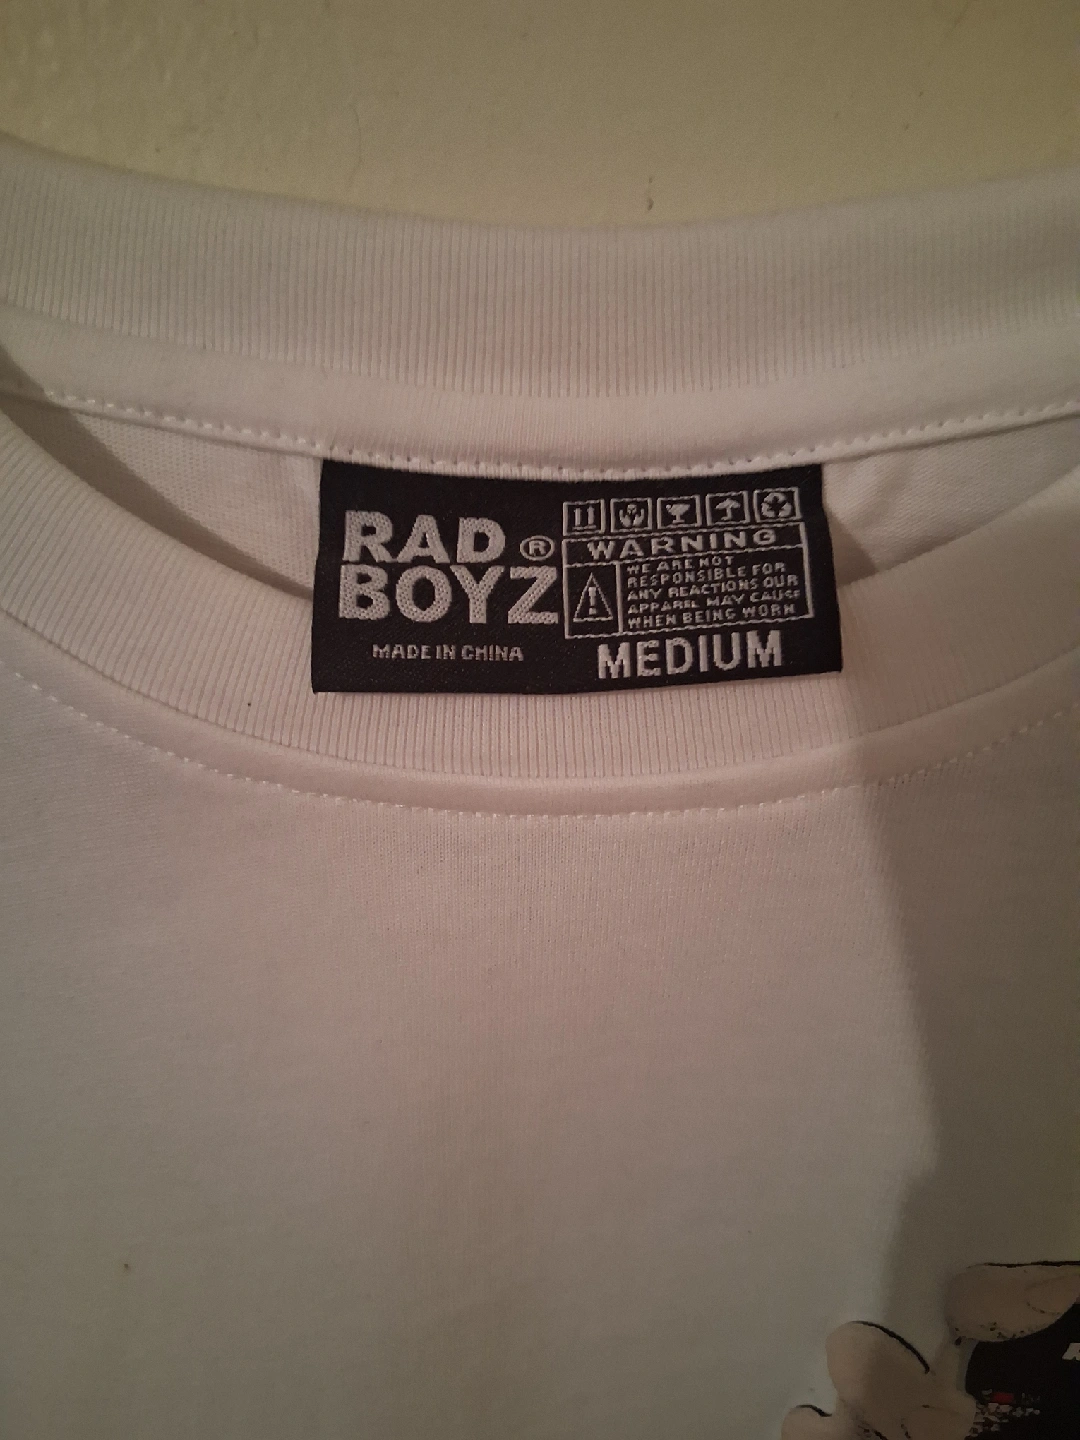 RAD ®
BOYZ
MADE IN CHINA
WARNING
WE ARE NOT
RESPONSIBLE FOR
ANY REACTIONS OUR
APPAREL MAY CAUSE
WHEN BEING WORN
MEDIUM